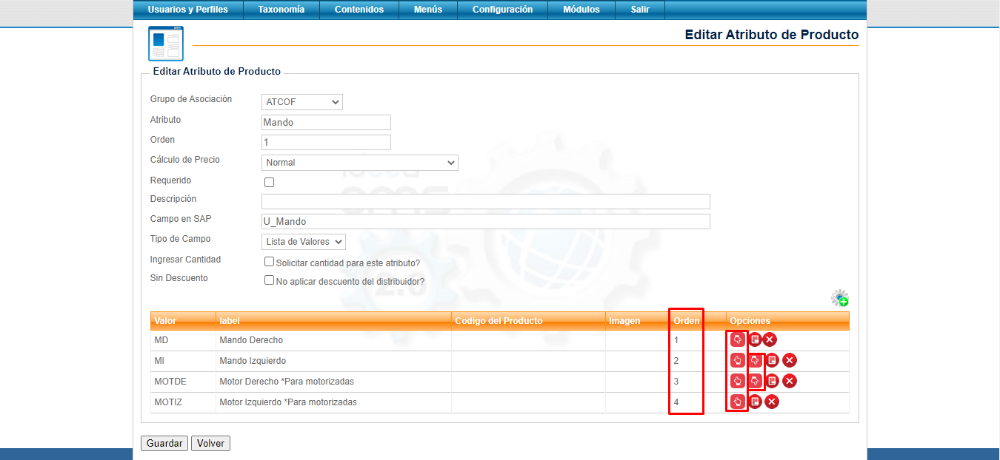 Usuarios y Perfiles Taxonomía Contenidos Menús Configuración Módulos Salir
Editar Atributo de Producto
Editar Atributo de Producto
Grupo de Asociación ATCOF
Atributo Mando
Orden 1
Cálculo de Precio Normal
Requerido
Descripción
Campo en SAP U_Mando
Tipo de Campo Lista de Valores
Ingresar Cantidad Solicitar cantidad para este atributo?
Sin Descuento No aplicar descuento del distribuidor?
2.0
Valor label Codigo del Producto Imagen Orden Opciones
MD Mando Derecho 1
MI Mando Izquierdo 2
MOTDE Motor Derecho *Para motorizadas 3
MOTIZ Motor Izquierdo *Para motorizadas 4
Guardar Volver